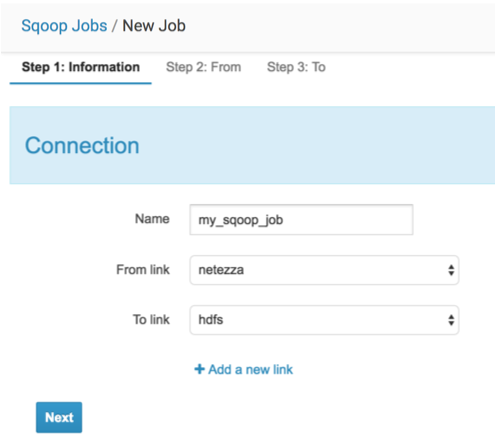 Sqoop Jobs / New Job
Step 1: Information Step 2: From Step 3: To
Connection
Name my_sqoop_job
From link netezza
To link hdfs
+ Add a new link
Next